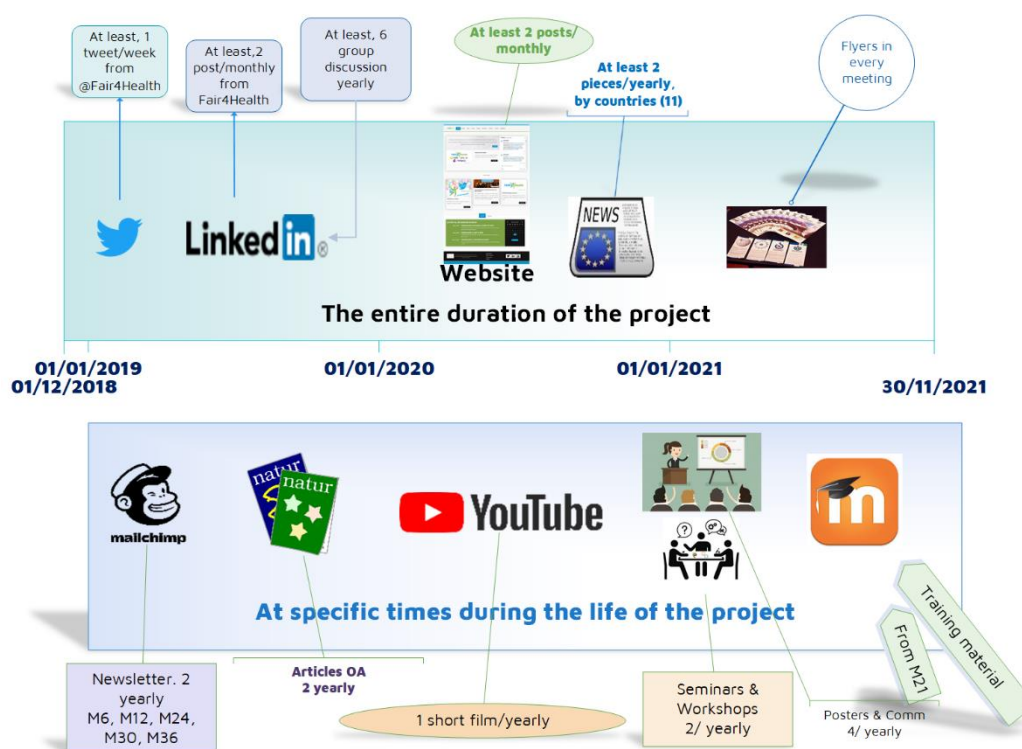 At least, 1
tweet/week
from
@Fair4Health
At least,2
post/monthly
from
Fair4Health
At least, 6
group
discussion
yearly
At least 2 posts/
monthly
At least 2
pieces/yearly,
by countries (11)
Flyers in
every
meeting
Linked in ®
NEWS
Website
The entire duration of the project
01/01/2019
01/12/2018
01/01/2020
01/01/2021
30/11/2021
mailchimp
natur
natur
YouTube
m
At specific times during the life of the project
Newsletter. 2
yearly
M6, M12, M24,
M30, M36
Articles OA
2 yearly
1 short film/yearly
Seminars &
Workshops
2/ yearly
Posters & Comm
4/ yearly
From M21
Training material